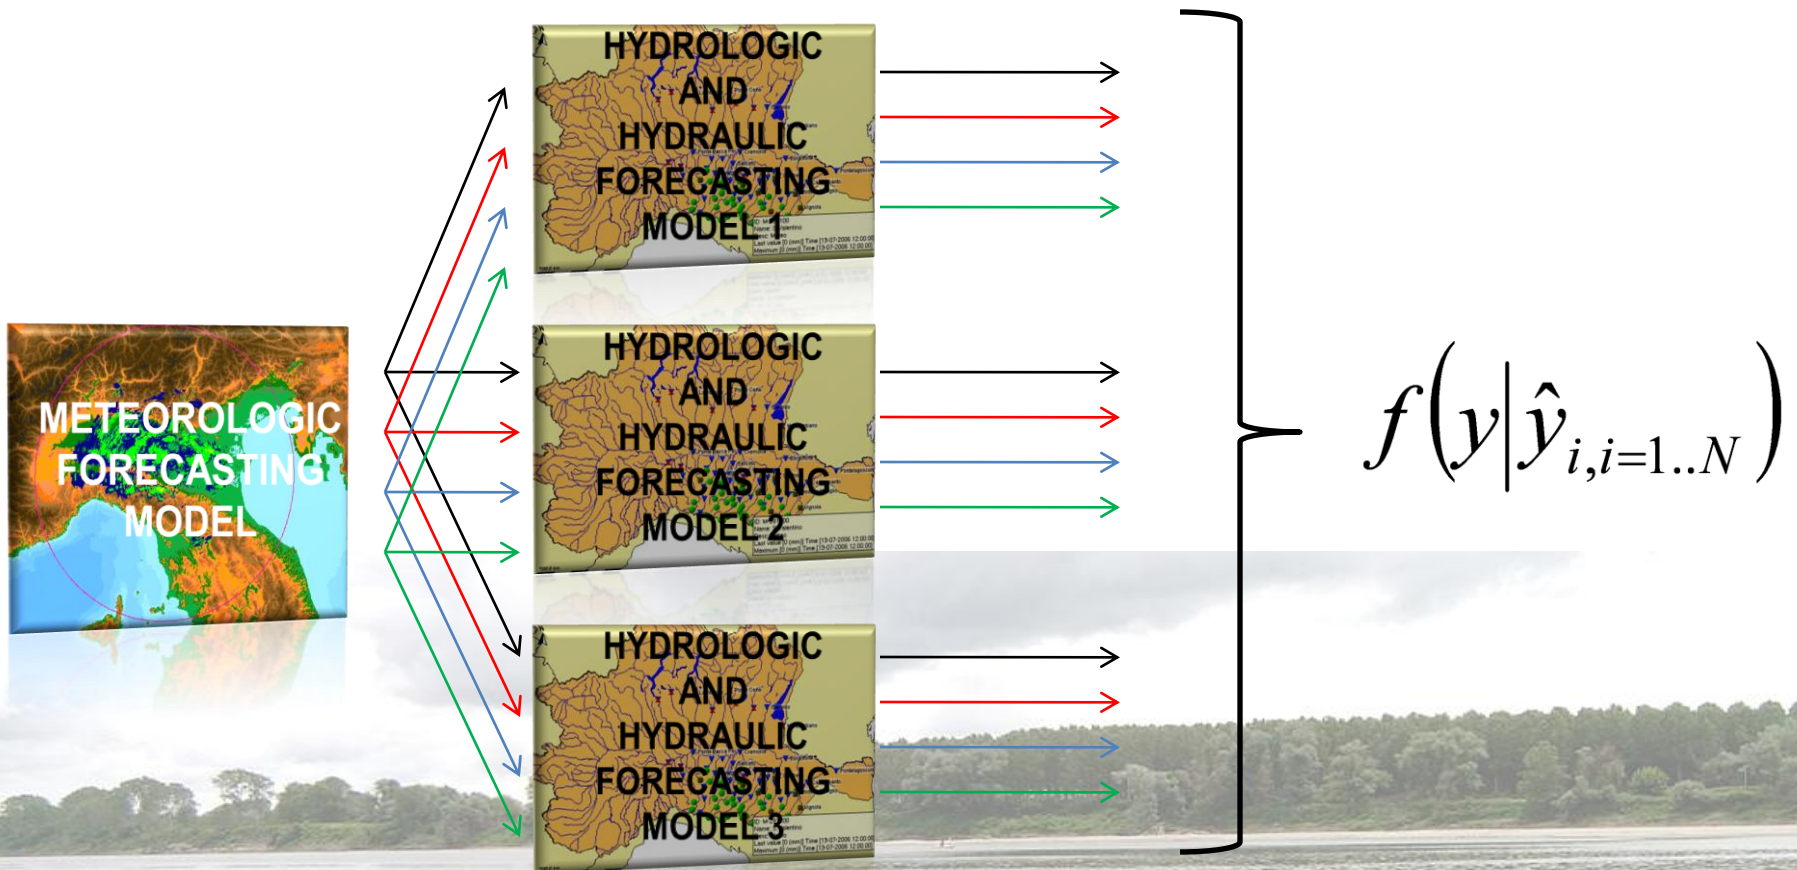 METEOROLOGIC
FORECASTING
MODEL
HYDROLOGIC
AND
HYDRAULIC
FORECASTING
MODEL 1
HYDROLOGIC
AND
HYDRAULIC
FORECASTING
MODEL 2
HYDROLOGIC
AND
HYDRAULIC
FORECASTING
MODEL 3
f(y|ŷ_{i,i=1..N})